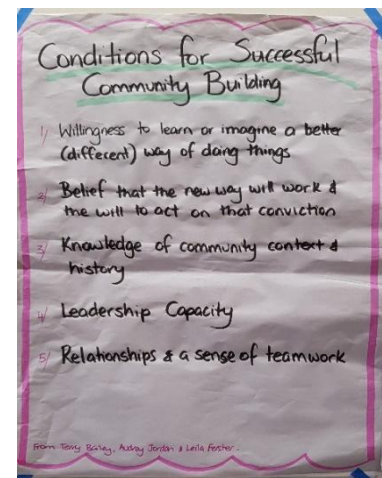 Conditions for Successful
Community Building
1/ Willingness to learn or imagine a better
(different) way of doing things
2/ Belief that the new way will work &
the will to act on that conviction
3/ Knowledge of community context &
history
4/ Leadership Capacity
5/ Relationships & a sense of teamwork
From Terry Bailey, Audrey Jordan & Leila